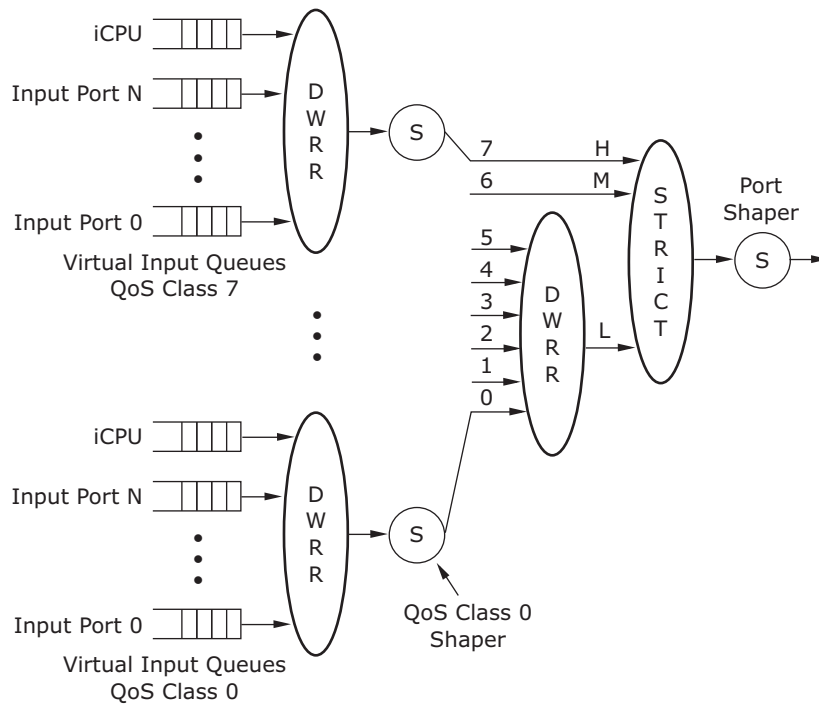 iCPU
Input Port N
Input Port 0
Virtual Input Queues
QoS Class 7
D
W
R
R
S
7
H
6
M
5
4
3
2
1
0
D
W
R
R
L
S
T
R
I
C
T
Port
Shaper
S
iCPU
Input Port N
Input Port 0
Virtual Input Queues
QoS Class 0
D
W
R
R
S
QoS Class 0
Shaper